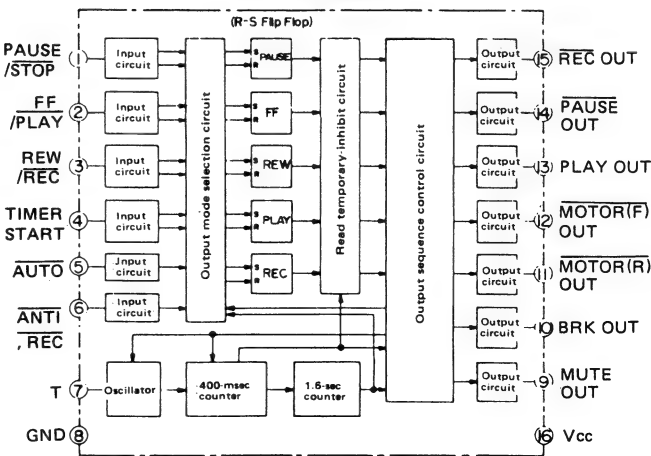 (R-S Flip Flop)
PAUSE
/STOP
1
Input
circuit
FF
/PLAY
2
Input
circuit
REW
/REC
3
Input
circuit
TIMER
START
4
Input
circuit
AUTO
5
Input
circuit
6
ANTI
, REC
Input
circuit
T
7
GND
8
Output mode selection circuit
S
R
PAUSE
S
R
FF
S
R
REW
S
R
PLAY
S
R
REC
Read temporary-inhibit circuit
Output sequence control circuit
Oscillator
400-msec
counter
1.6-sec
counter
Output
circuit
15
REC OUT
Output
circuit
14
PAUSE
OUT
Output
circuit
13
PLAY OUT
Output
circuit
12
MOTOR(F)
OUT
Output
circuit
11
MOTOR(R)
OUT
Output
circuit
10
BRK OUT
Output
circuit
9
MUTE
OUT
16
Vcc